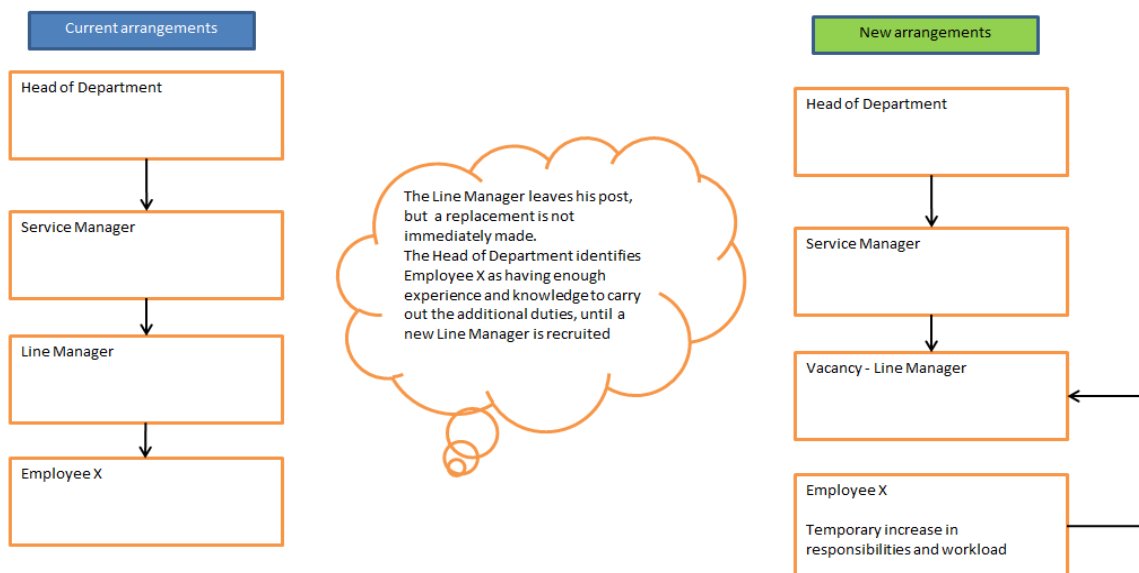 Current arrangements
Head of Department
Service Manager
Line Manager
Employee X
The Line Manager leaves his post,
but a replacement is not
immediately made.
The Head of Department identifies
Employee X as having enough
experience and knowledge to carry
out the additional duties, until a
new Line Manager is recruited
New arrangements
Head of Department
Service Manager
Vacancy - Line Manager
Employee X
Temporary increase in
responsibilities and workload